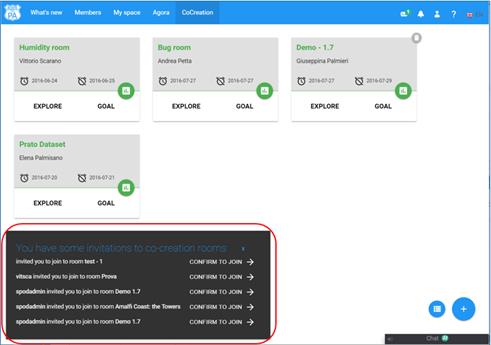 PA What's new Members My space Agora CoCreation EN
Humidity room
Vittorio Scarano
2016-06-24 2016-06-25
EXPLORE GOAL
Bug room
Andrea Petta
2016-07-27 2016-07-27
EXPLORE GOAL
Demo - 1.7
Giuseppina Palmieri
2016-07-27 2016-07-29
EXPLORE GOAL
Prato Dataset
Elena Palmisano
2016-07-20 2016-07-21
EXPLORE GOAL
You have some invitations to co-creation rooms x
invited you to join to room test - 1 CONFIRM TO JOIN
vitsca invited you to join to room Prova CONFIRM TO JOIN
spodadmin invited you to join to room Demo 1.7 CONFIRM TO JOIN
spodadmin invited you to join to room Amalfi Coast: the Towers CONFIRM TO JOIN
spodadmin invited you to join to room Demo 1.7 CONFIRM TO JOIN
Chat